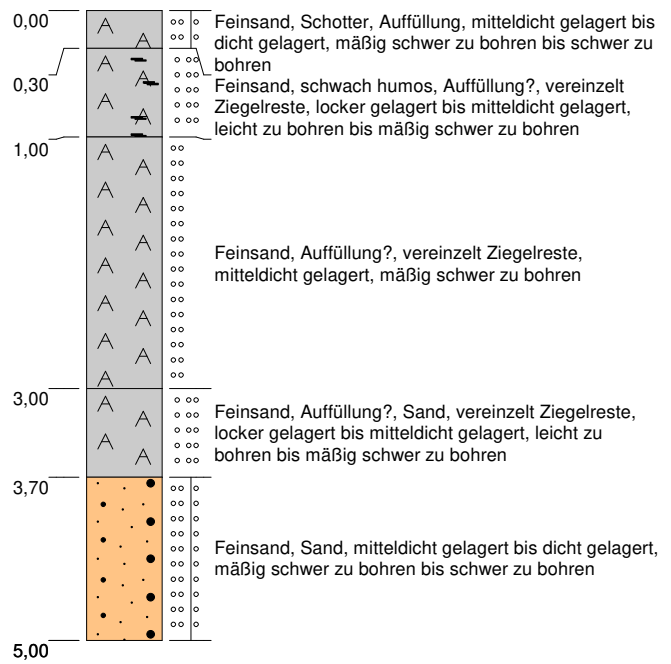 0,00
Feinsand, Schotter, Auffüllung, mitteldicht gelagert bis
dicht gelagert, mäßig schwer zu bohren bis schwer zu
bohren
0,30
Feinsand, schwach humos, Auffüllung?, vereinzelt
Ziegelreste, locker gelagert bis mitteldicht gelagert,
leicht zu bohren bis mäßig schwer zu bohren
1,00
Feinsand, Auffüllung?, vereinzelt Ziegelreste,
mitteldicht gelagert, mäßig schwer zu bohren
3,00
Feinsand, Auffüllung?, Sand, vereinzelt Ziegelreste,
locker gelagert bis mitteldicht gelagert, leicht zu
bohren bis mäßig schwer zu bohren
3,70
Feinsand, Sand, mitteldicht gelagert bis dicht gelagert,
mäßig schwer zu bohren bis schwer zu bohren
5,00